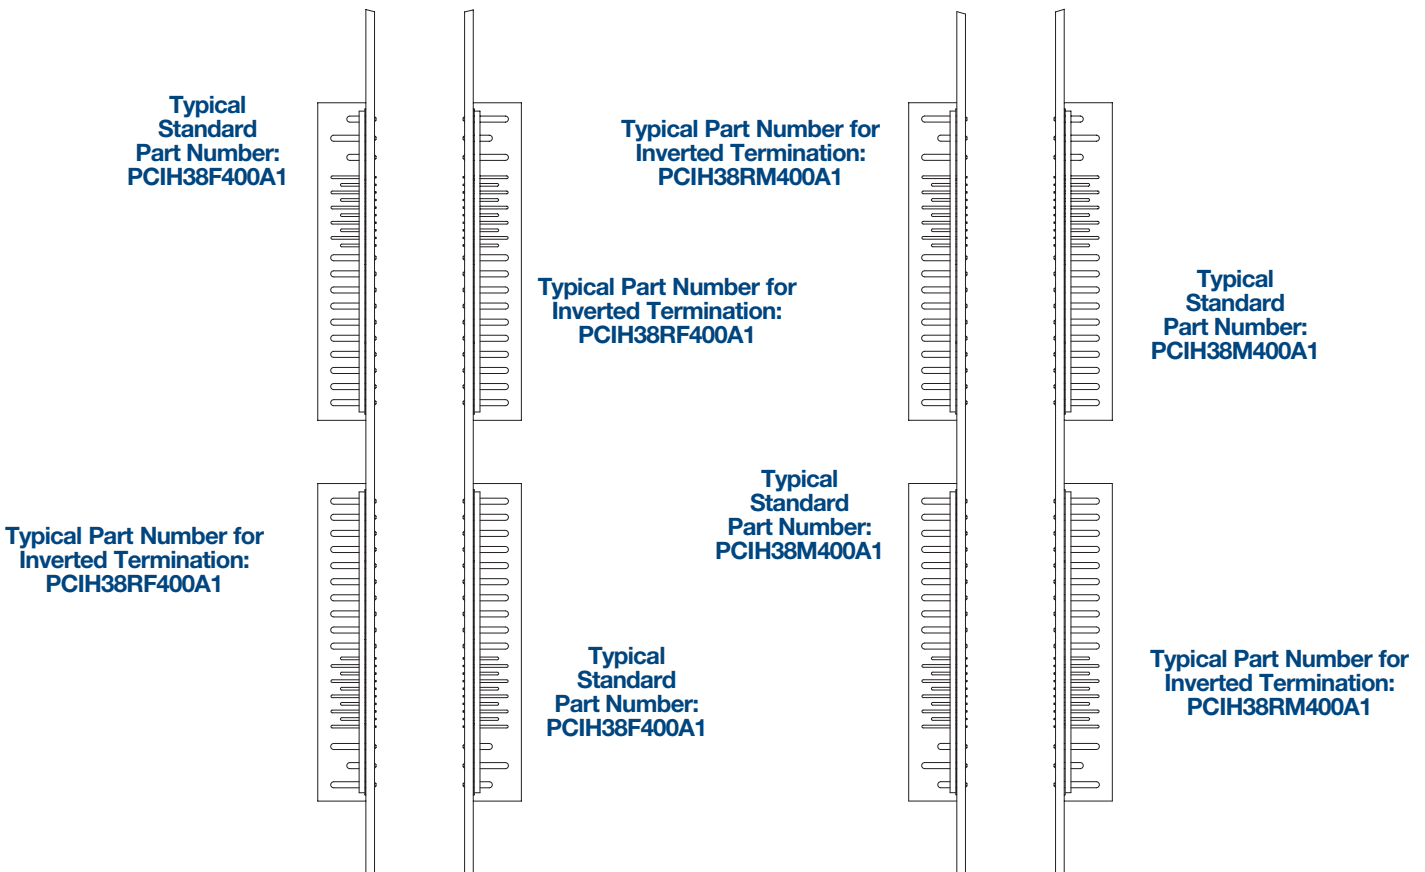 Typical
Standard
Part Number:
PCIH38F400A1
Typical Part Number for
Inverted Termination:
PCIH38RM400A1
Typical Part Number for
Inverted Termination:
PCIH38RF400A1
Typical
Standard
Part Number:
PCIH38M400A1
Typical Part Number for
Inverted Termination:
PCIH38RF400A1
Typical
Standard
Part Number:
PCIH38M400A1
Typical
Standard
Part Number:
PCIH38F400A1
Typical Part Number for
Inverted Termination:
PCIH38RM400A1